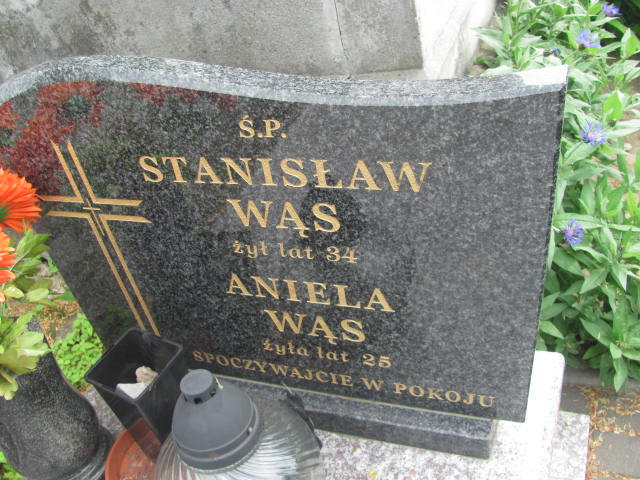 Ś.P.
STANISŁAW
WĄS
żył lat 34
ANIELA
WĄS
żyła lat 25
SPOCZYWAJCIE W POKOJU